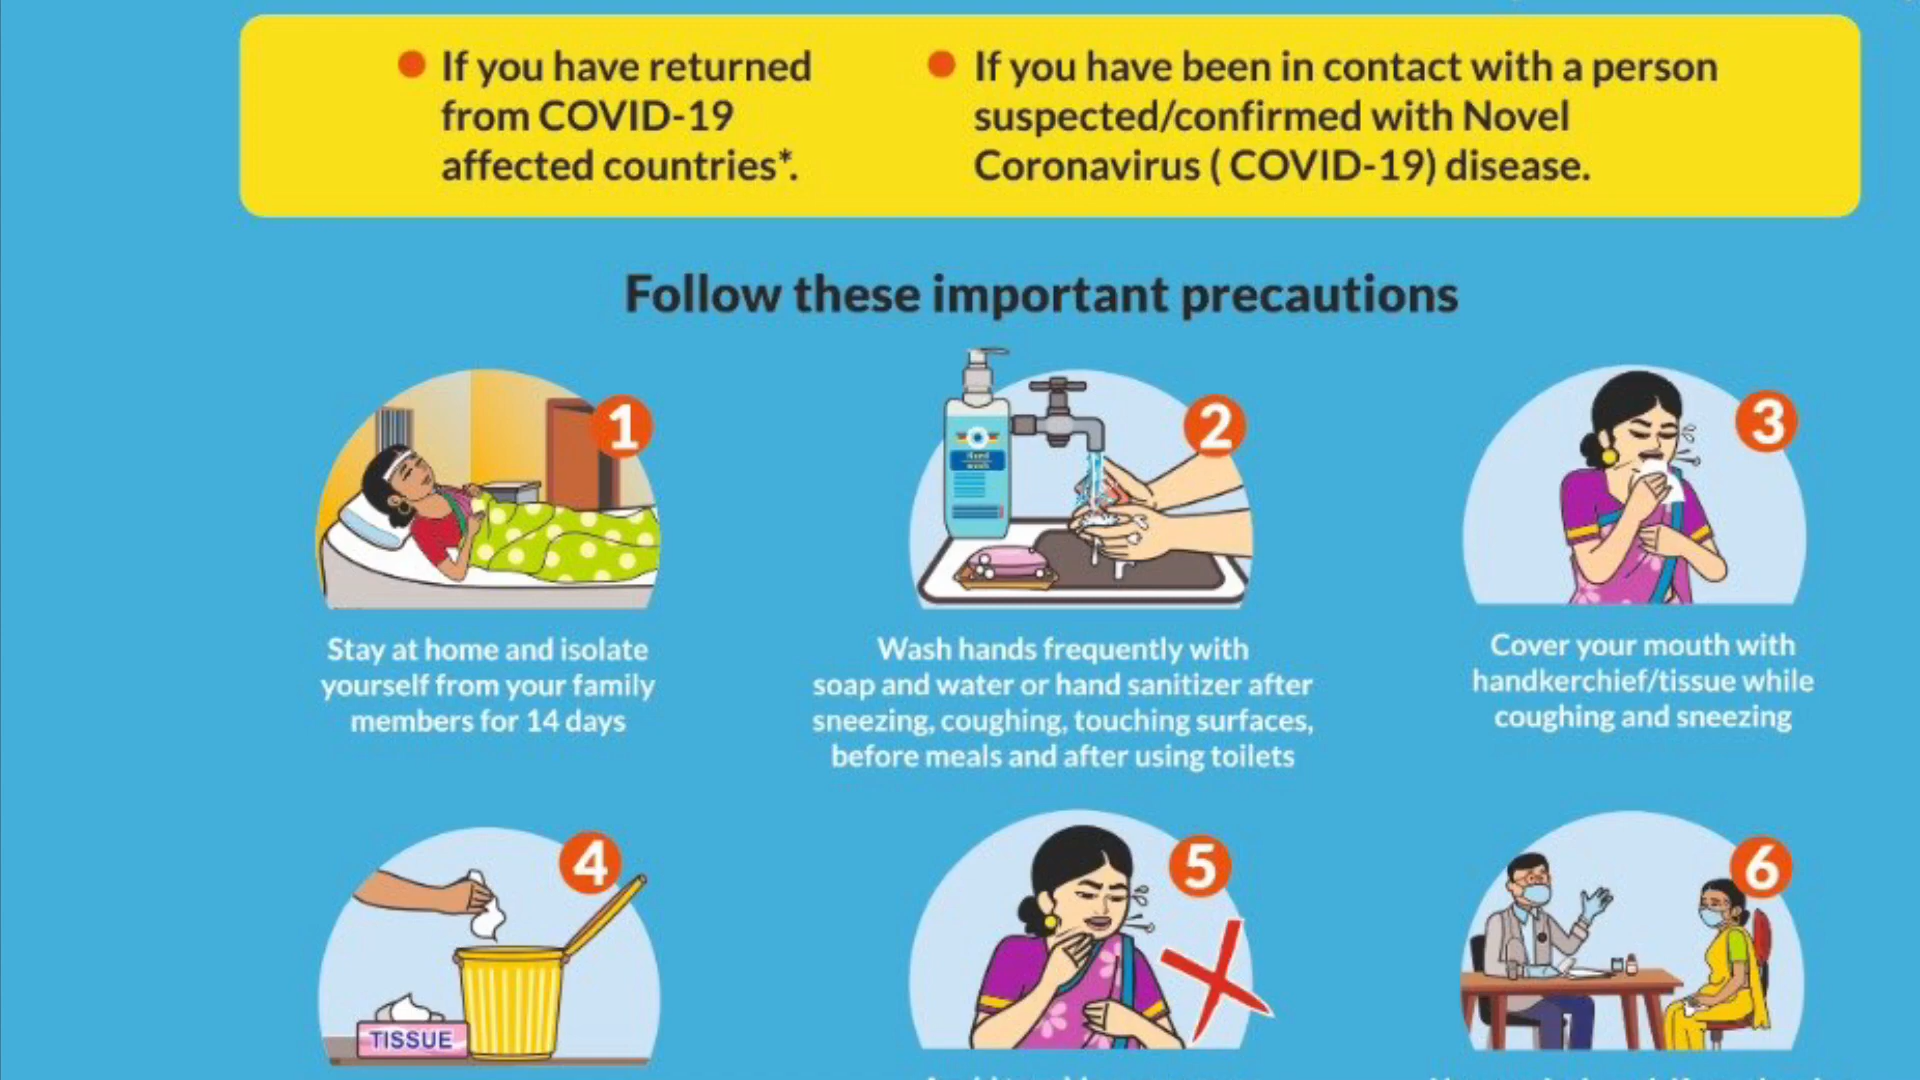 If you have returned
from COVID-19
affected countries*.
If you have been in contact with a person
suspected/confirmed with Novel
Coronavirus ( COVID-19) disease.
Follow these important precautions
1
Hand
wash
Stay at home and isolate
yourself from your family
members for 14 days
2
Wash hands frequently with
soap and water or hand sanitizer after
sneezing, coughing, touching surfaces,
before meals and after using toilets
3
Cover your mouth with
handkerchief/tissue while
coughing and sneezing
4
TISSUE
5
6